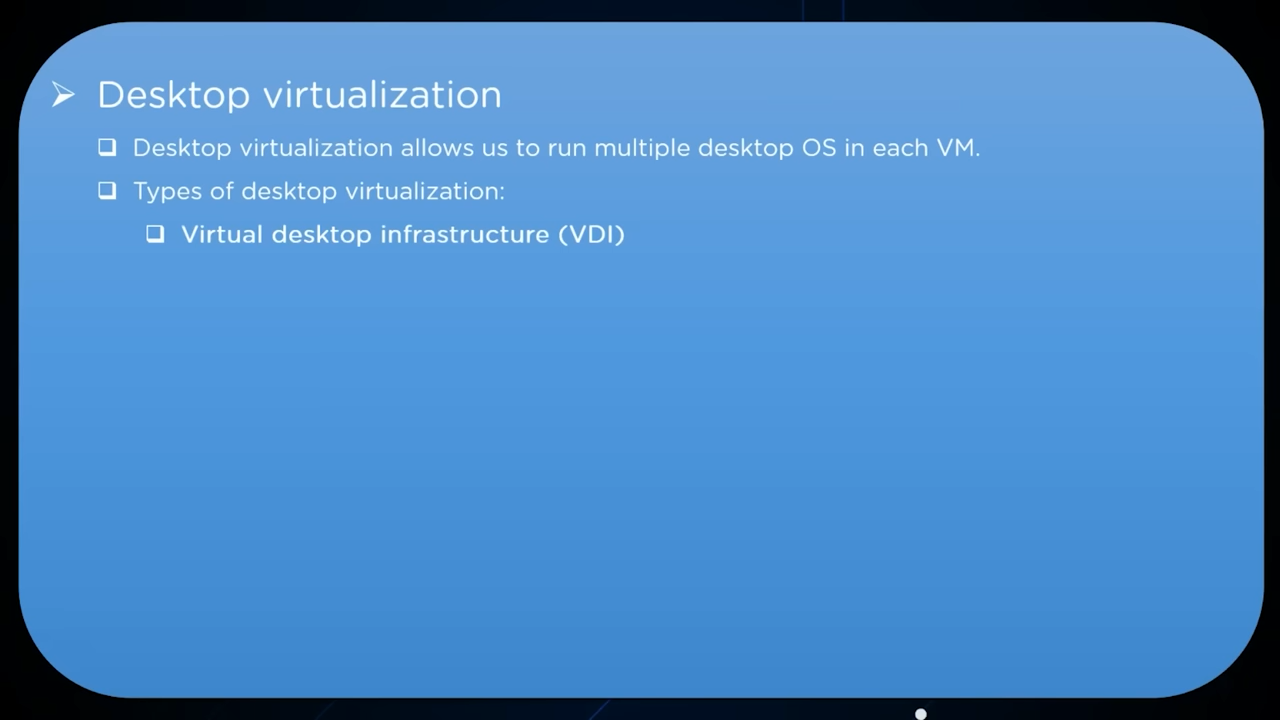 Desktop virtualization
Desktop virtualization allows us to run multiple desktop OS in each VM.
Types of desktop virtualization:
Virtual desktop infrastructure (VDI)